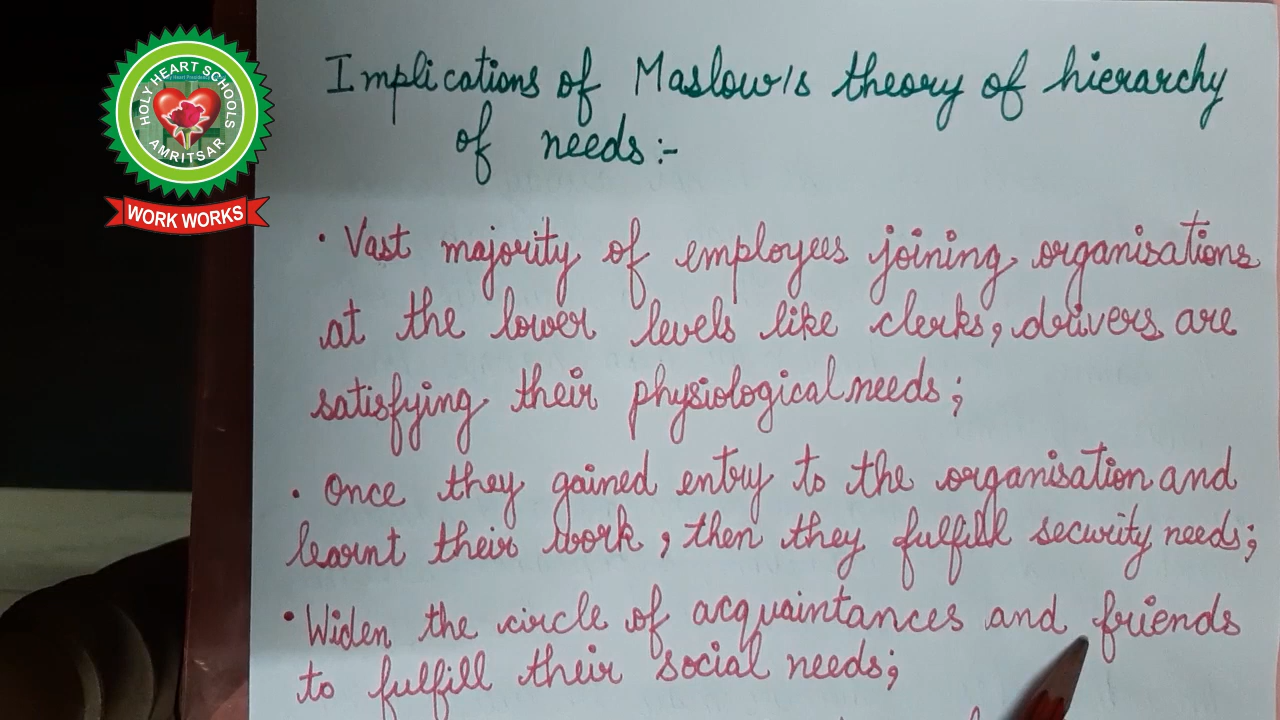 HOLY HEART SCHOOLS
AMRITSAR
WORK WORKS
Implications of Maslow's theory of hierarchy
of needs:-
• Vast majority of employees joining organisations
at the lower levels like clerks, drivers are
satisfying their physiological needs;
• Once they gained entry to the organisation and
learnt their work, then they fulfill security needs;
• Widen the circle of acquaintances and friends
to fulfill their social needs;